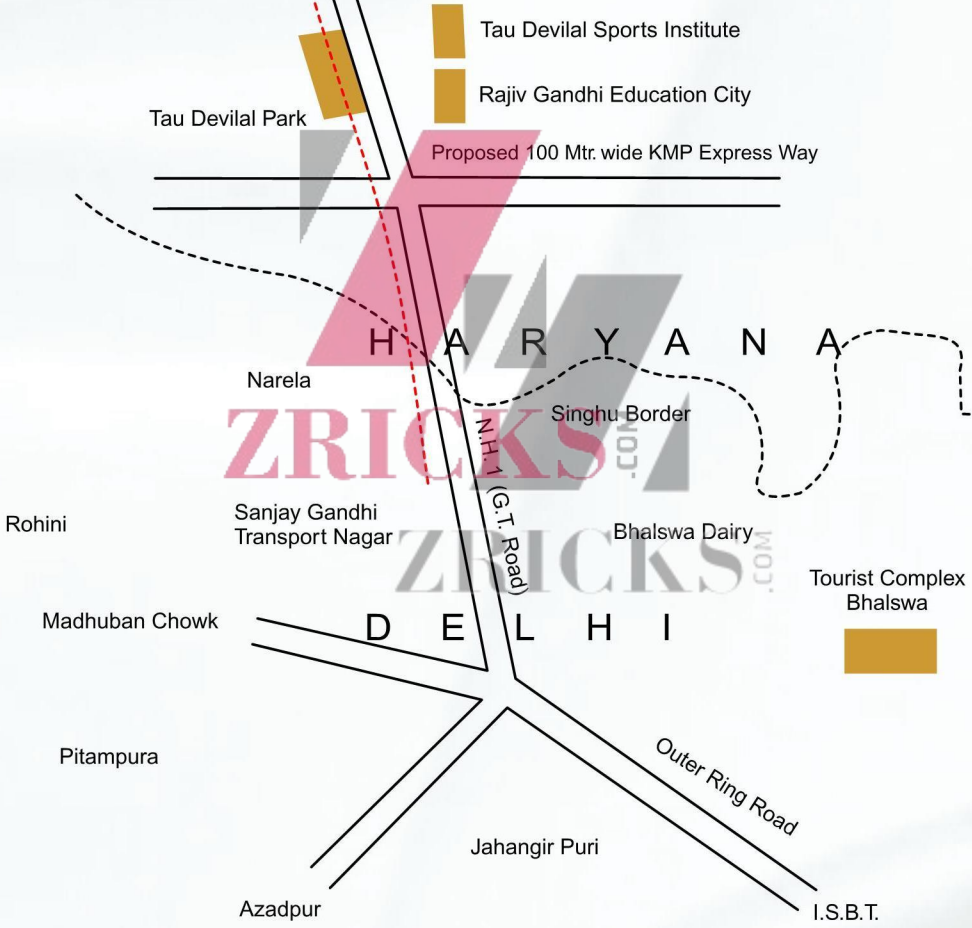 Tau Devilal Sports Institute
Rajiv Gandhi Education City
Tau Devilal Park
Proposed 100 Mtr. wide KMP Express Way
HARYANA
Narela
Singhu Border
ZRICKS.COM
N.H. 1 (G.T. Road)
Rohini
Sanjay Gandhi
Transport Nagar
Bhalswa Dairy
ZRICKS.COM
Tourist Complex
Bhalswa
Madhuban Chowk
DELHI
Pitampura
Outer Ring Road
Jahangir Puri
Azadpur
I.S.B.T.